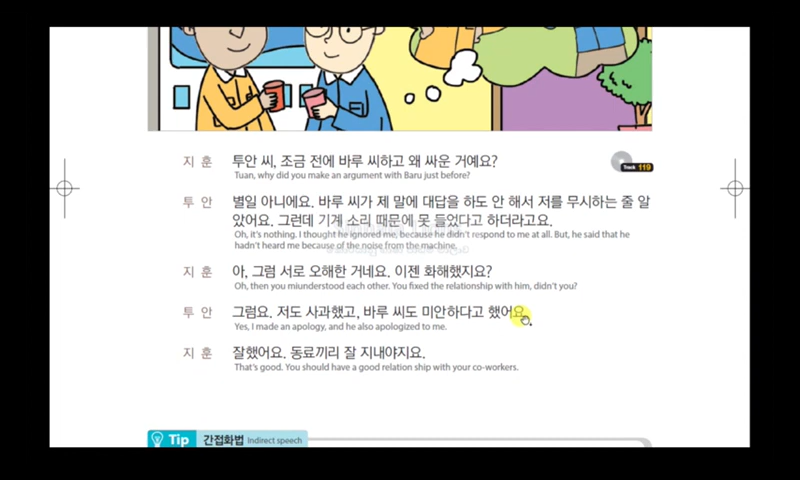 지 훈 투안 씨, 조금 전에 바루 씨하고 왜 싸운 거예요?
Track 119
Tuan, why did you make an argument with Baru just before?
투 안 별일 아니에요. 바루 씨가 제 말에 대답을 하도 안 해서 저를 무시하는 줄 알
았어요. 그런데 기계 소리 때문에 못 들었다고 하더라고요.
Oh, it's nothing. I thought he ignored me, because he didn't respond to me at all. But, he said that he
hadn't heard me because of the noise from the machine.
지 훈 아, 그럼 서로 오해한 거네요. 이젠 화해했지요?
Oh, then you miunderstood each other. You fixed the relationship with him, didn't you?
투 안 그럼요. 저도 사과했고, 바루 씨도 미안하다고 했어요.
Yes, I made an apology, and he also apologized to me.
지 훈 잘했어요. 동료끼리 잘 지내야지요.
That's good. You should have a good relation ship with your co-workers.
Tip 간접화법 Indirect speech